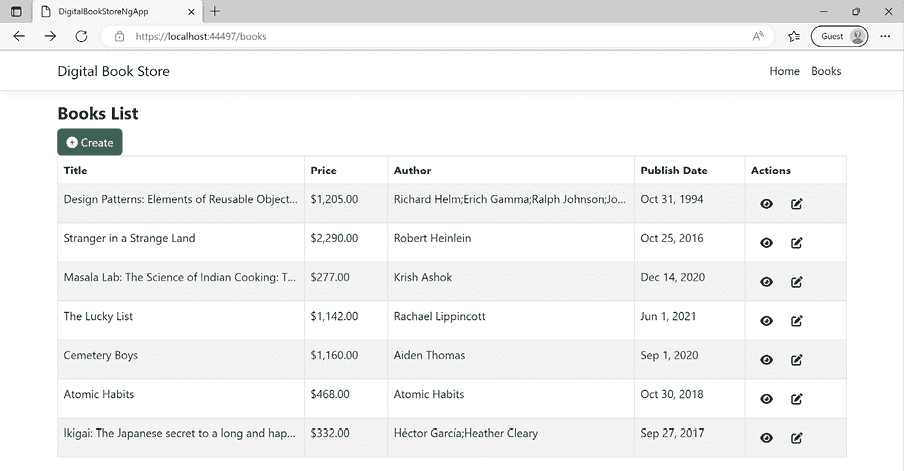 DigitalBookStoreNgApp
https://localhost:44497/books
Guest
Digital Book Store Home Books
Books List
Create
Title Price Author Publish Date Actions
Design Patterns: Elements of Reusable Object... $1,205.00 Richard Helm;Erich Gamma;Ralph Johnson;Jo... Oct 31, 1994
Stranger in a Strange Land $2,290.00 Robert Heinlein Oct 25, 2016
Masala Lab: The Science of Indian Cooking: T... $277.00 Krish Ashok Dec 14, 2020
The Lucky List $1,142.00 Rachael Lippincott Jun 1, 2021
Cemetery Boys $1,160.00 Aiden Thomas Sep 1, 2020
Atomic Habits $468.00 Atomic Habits Oct 30, 2018
Ikigai: The Japanese secret to a long and hap... $332.00 Héctor García;Heather Cleary Sep 27, 2017